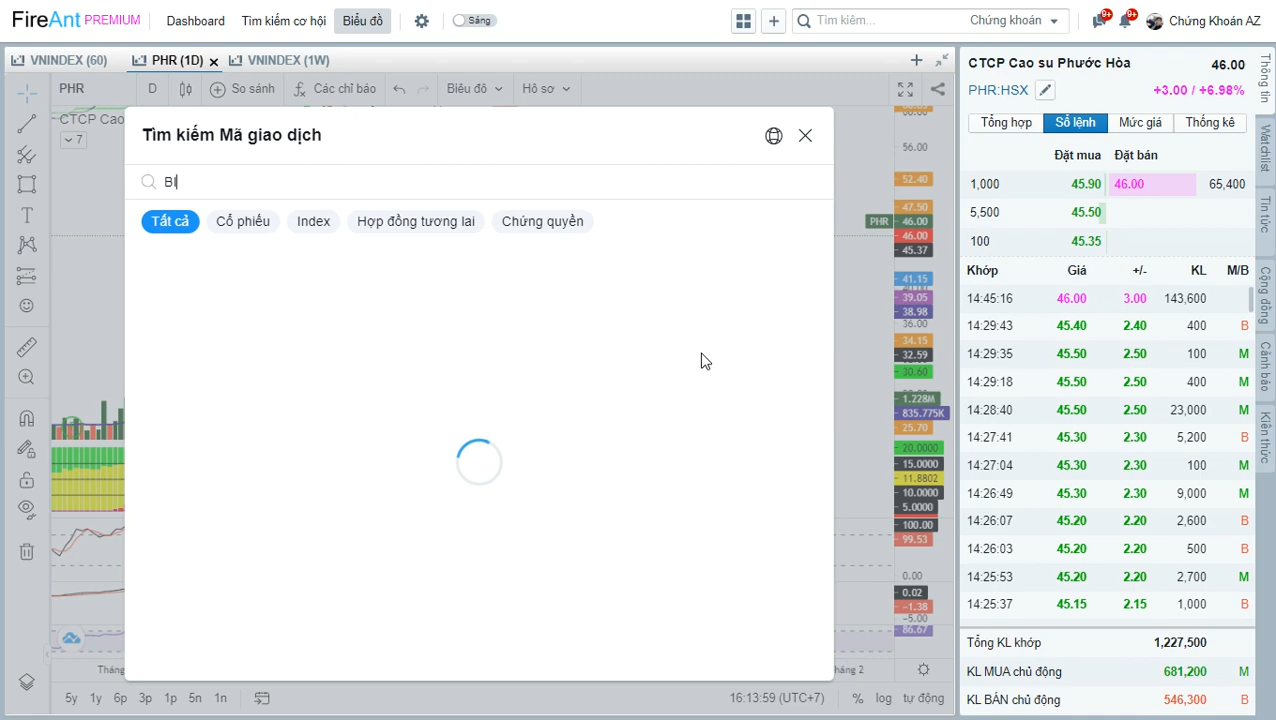 FireAnt PREMIUM Dashboard Tìm kiếm cơ hội Biểu đồ Sáng Tìm kiếm... Chứng khoán 9+ 9+ Chứng Khoán AZ
VNINDEX (60) PHR (1D) VNINDEX (1W)
PHR D So sánh Các chỉ báo Biểu đồ Hồ sơ
CTCP Cao
7
Tìm kiếm Mã giao dịch
BI
Tất cả Cổ phiếu Index Hợp đồng tương lai Chứng quyền
56.00
52.40
47.50
PHR 46.00
46.00
45.37
41.15
39.05
38.98
36.00
34.15
32.59
30.60
1.228M
835.775K
25.70
20.0000
15.0000
11.8802
10.0000
5.0000
100.00
99.53
0.00
0.02
−1.38
−5.00
86.67
Tháng
háng 2
5y 1y 6p 3p 1p 5n 1n 16:13:59 (UTC+7) % log tự động
CTCP Cao su Phước Hòa 46.00
PHR:HSX +3.00 / +6.98%
Tổng hợp Sổ lệnh Mức giá Thống kê
Đặt mua Đặt bán
1,000 45.90 46.00 65,400
5,500 45.50
100 45.35
Khớp Giá +/- KL M/B
14:45:16 46.00 3.00 143,600
14:29:43 45.40 2.40 400 B
14:29:35 45.50 2.50 100 M
14:29:18 45.50 2.50 400 M
14:28:40 45.50 2.50 23,000 M
14:27:41 45.30 2.30 5,200 B
14:27:04 45.30 2.30 100 M
14:26:49 45.30 2.30 9,000 M
14:26:07 45.20 2.20 2,600 B
14:26:03 45.20 2.20 500 B
14:25:53 45.20 2.20 2,700 M
14:25:37 45.15 2.15 1,000 B
Tổng KL khớp 1,227,500
KL MUA chủ động 681,200 M
KL BÁN chủ động 546,300 B
Thông tin
Watchlist
Tin tức
Cộng đồng
Cảnh báo
Kiến thức